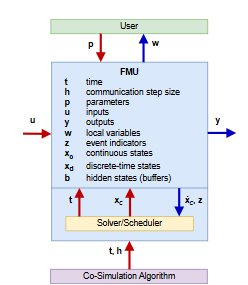 User
p
w
FMU
t time
h communication step size
p parameters
u inputs
y outputs
w local variables
z event indicators
xc continuous states
xd discrete-time states
b hidden states (buffers)
u
y
t
xc
ẋc, z
Solver/Scheduler
t, h
Co-Simulation Algorithm